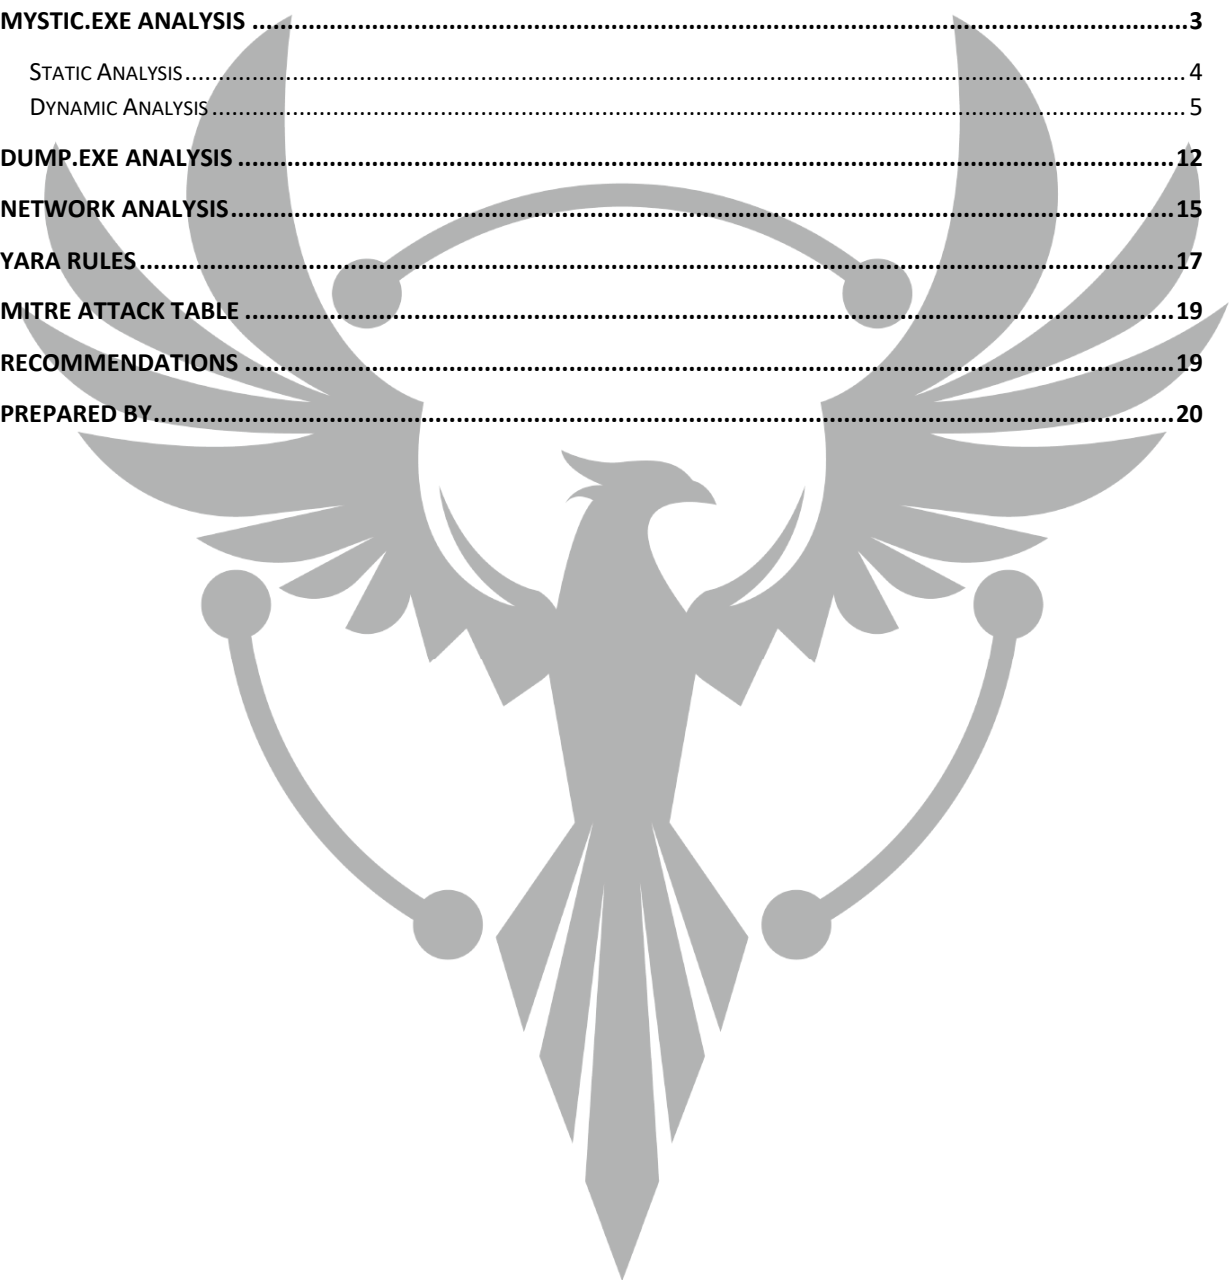 MYSTIC.EXE ANALYSIS ........................................................................................................................ 3
STATIC ANALYSIS ........................................................................................................................ 4
DYNAMIC ANALYSIS ........................................................................................................................ 5
DUMP.EXE ANALYSIS ........................................................................................................................ 12
NETWORK ANALYSIS ........................................................................................................................ 15
YARA RULES ........................................................................................................................ 17
MITRE ATTACK TABLE ........................................................................................................................ 19
RECOMMENDATIONS ........................................................................................................................ 19
PREPARED BY ........................................................................................................................ 20